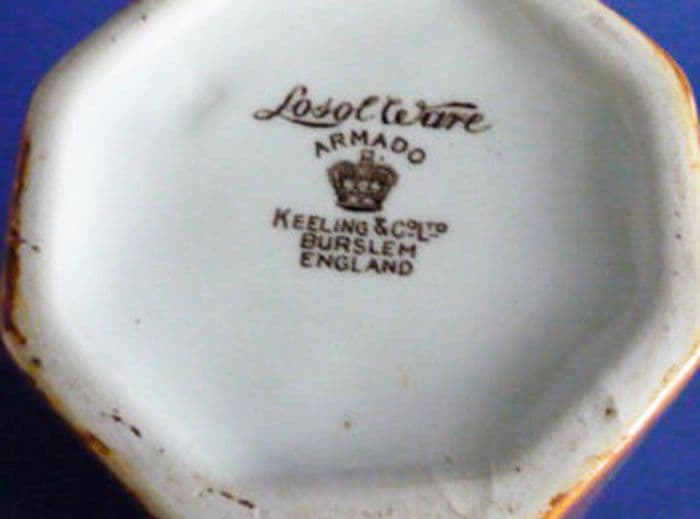 Losol Ware
ARMADO
KEELING & Co LTD
BURSLEM
ENGLAND